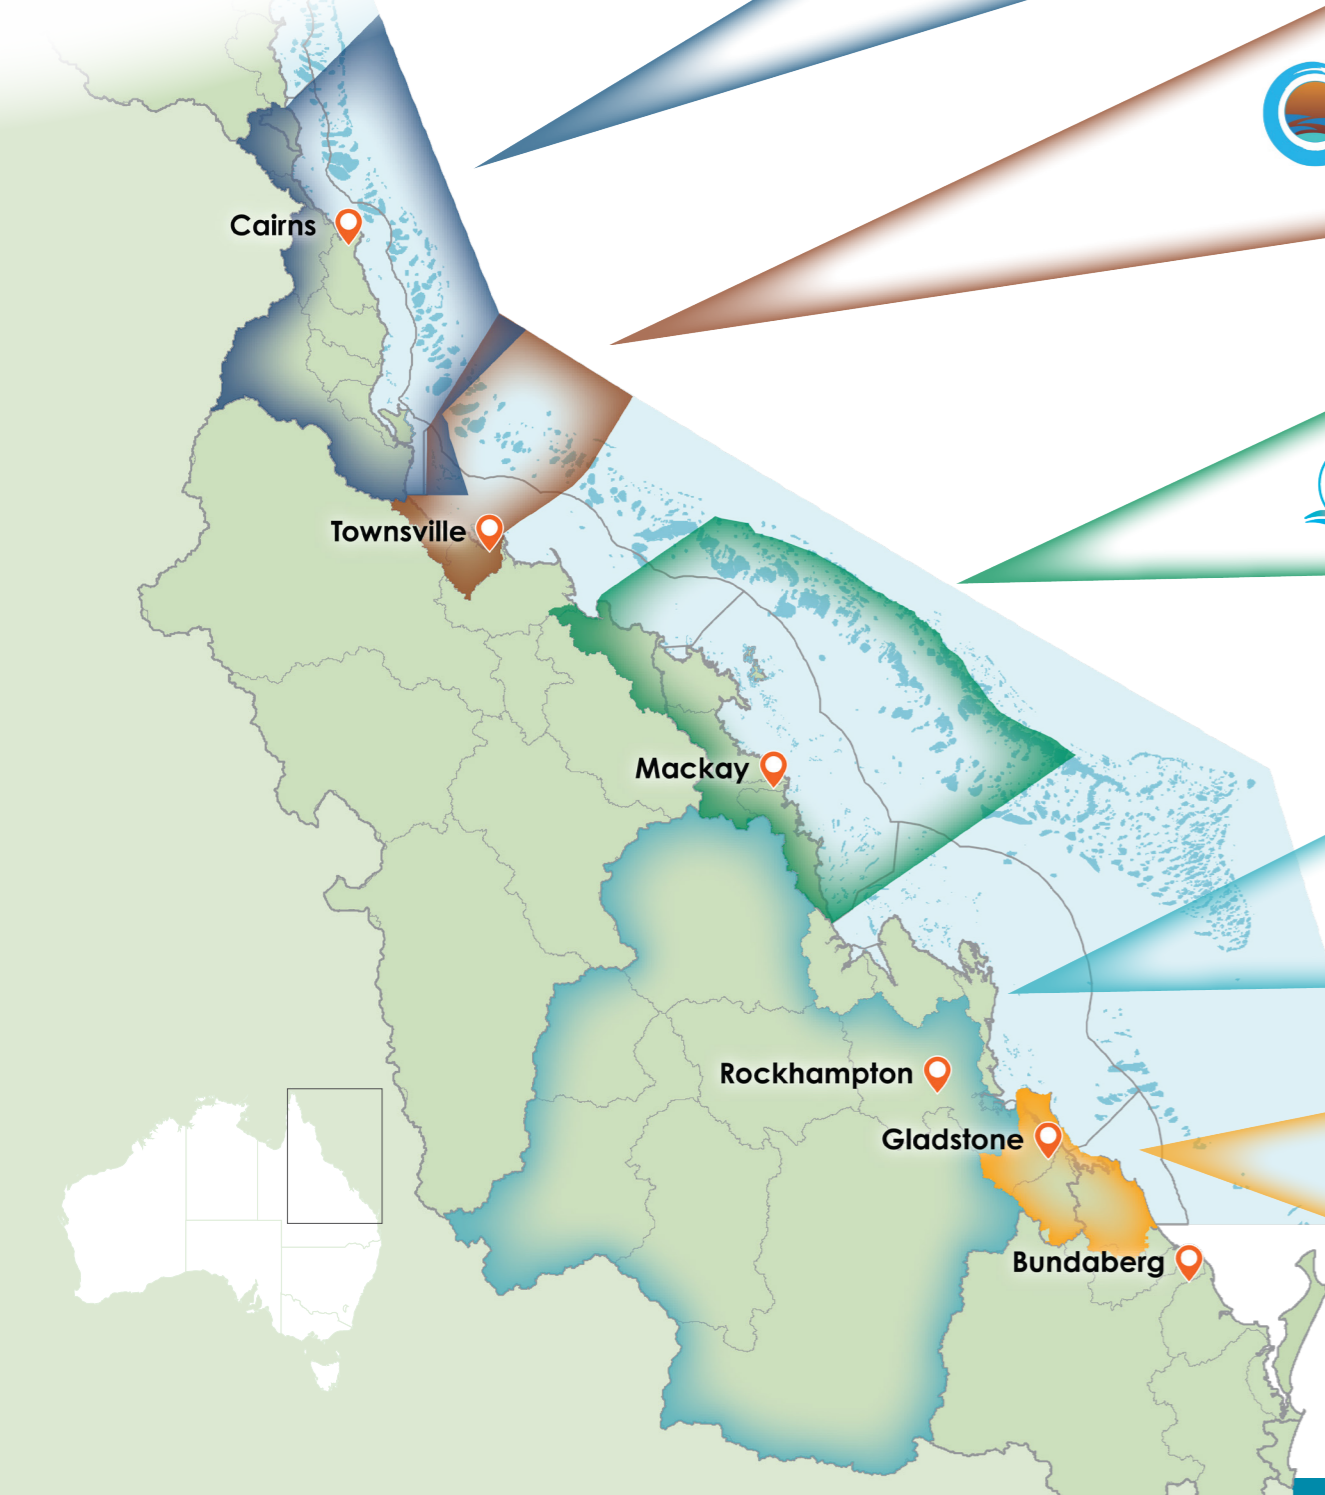 Cairns
Townsville
Mackay
Rockhampton
Gladstone
Bundaberg